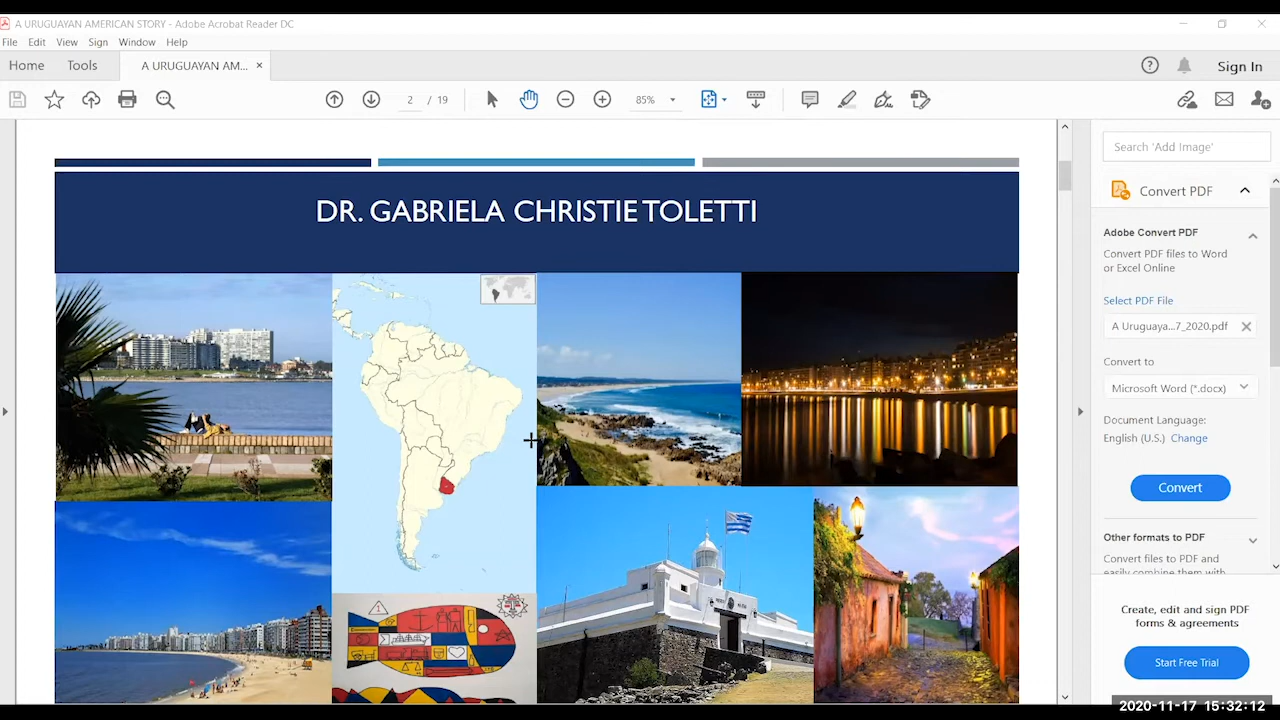 A URUGUAYAN AMERICAN STORY - Adobe Acrobat Reader DC
File Edit View Sign Window Help
Home Tools A URUGUAYAN AM... × Sign In
2 / 19 85%
Search 'Add Image'
Convert PDF
DR. GABRIELA CHRISTIE TOLETTI
Adobe Convert PDF
Convert PDF files to Word
or Excel Online
Select PDF File
A Uruguaya...7_2020.pdf
Convert to
Microsoft Word (*.docx)
Document Language:
English (U.S.) Change
Convert
Other formats to PDF
Convert files to PDF and
easily combine them with
Create, edit and sign PDF
forms & agreements
Start Free Trial
2020-11-17 15:32:12